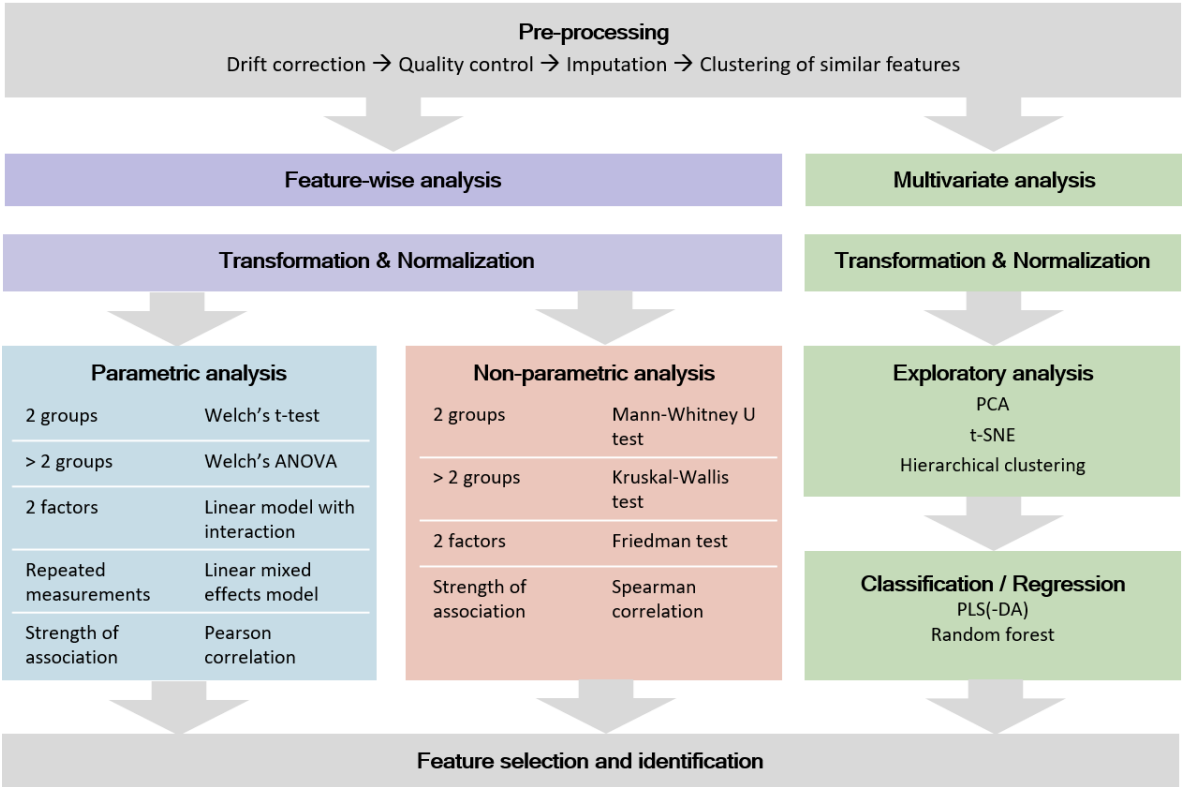 Pre-processing
Drift correction → Quality control → Imputation → Clustering of similar features
Feature-wise analysis
Multivariate analysis
Transformation & Normalization
Transformation & Normalization
Parametric analysis
2 groups
Welch’s t-test
> 2 groups
Welch’s ANOVA
2 factors
Linear model with
interaction
Repeated
measurements
Linear mixed
effects model
Strength of
association
Pearson
correlation
Non-parametric analysis
2 groups
Mann-Whitney U
test
> 2 groups
Kruskal-Wallis
test
2 factors
Friedman test
Strength of
association
Spearman
correlation
Exploratory analysis
PCA
t-SNE
Hierarchical clustering
Classification / Regression
PLS(-DA)
Random forest
Feature selection and identification